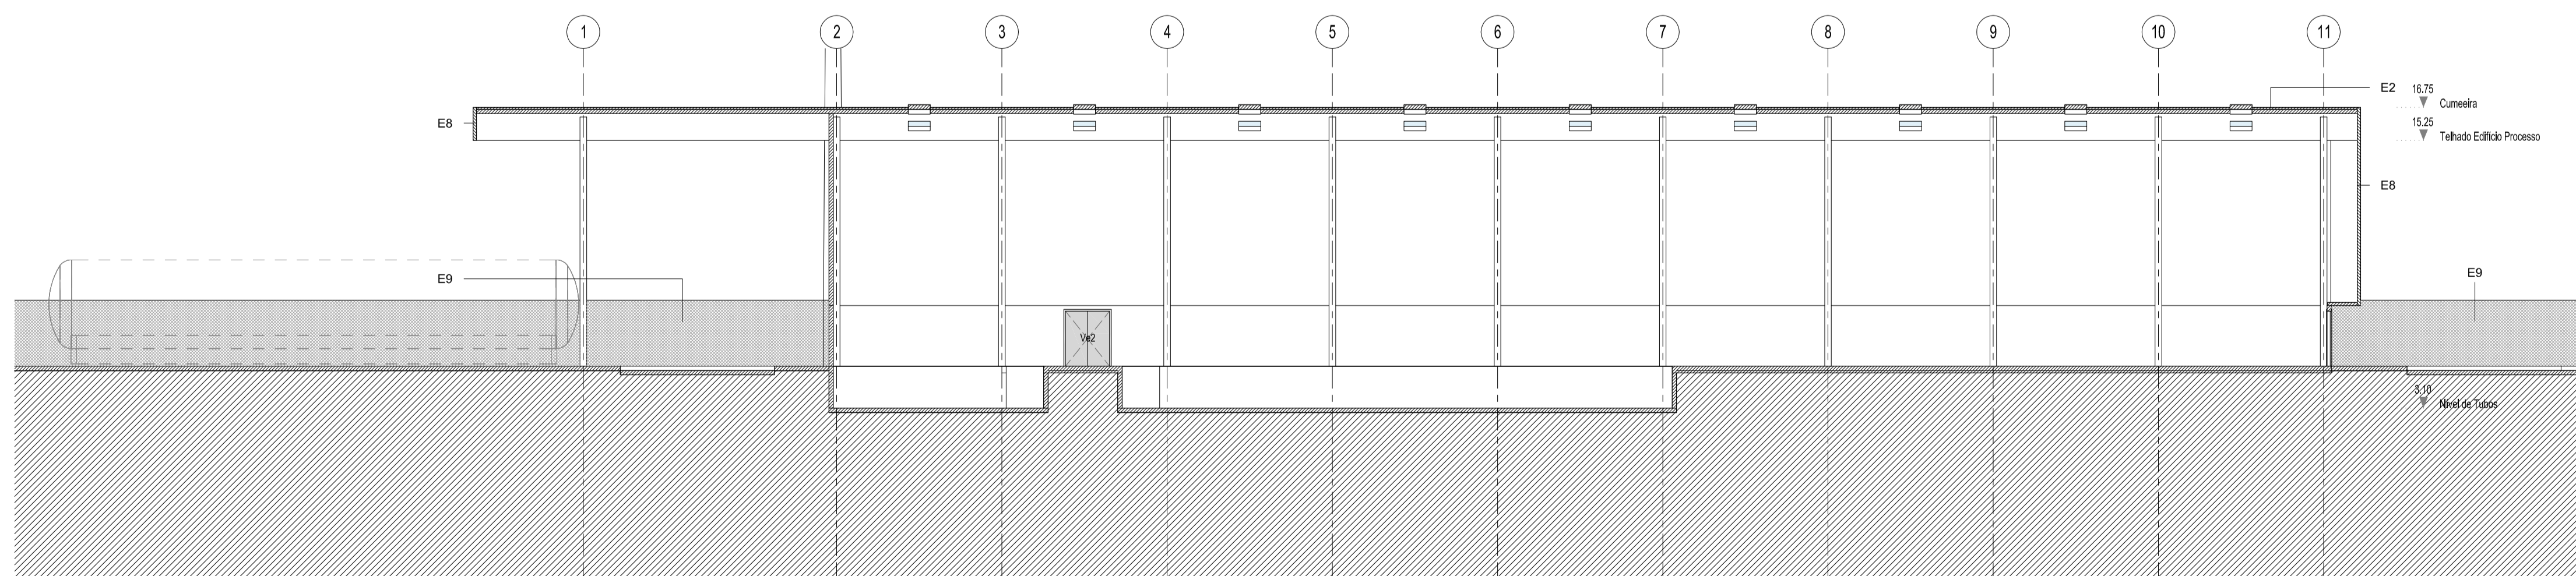 1 2 3 4 5 6 7 8 9 10 11
E2
16.75
Cumeeira
E8
15.25
Telhado Edifício Processo
E8
E9
E9
Ve2
3.10
Nível de Tubos